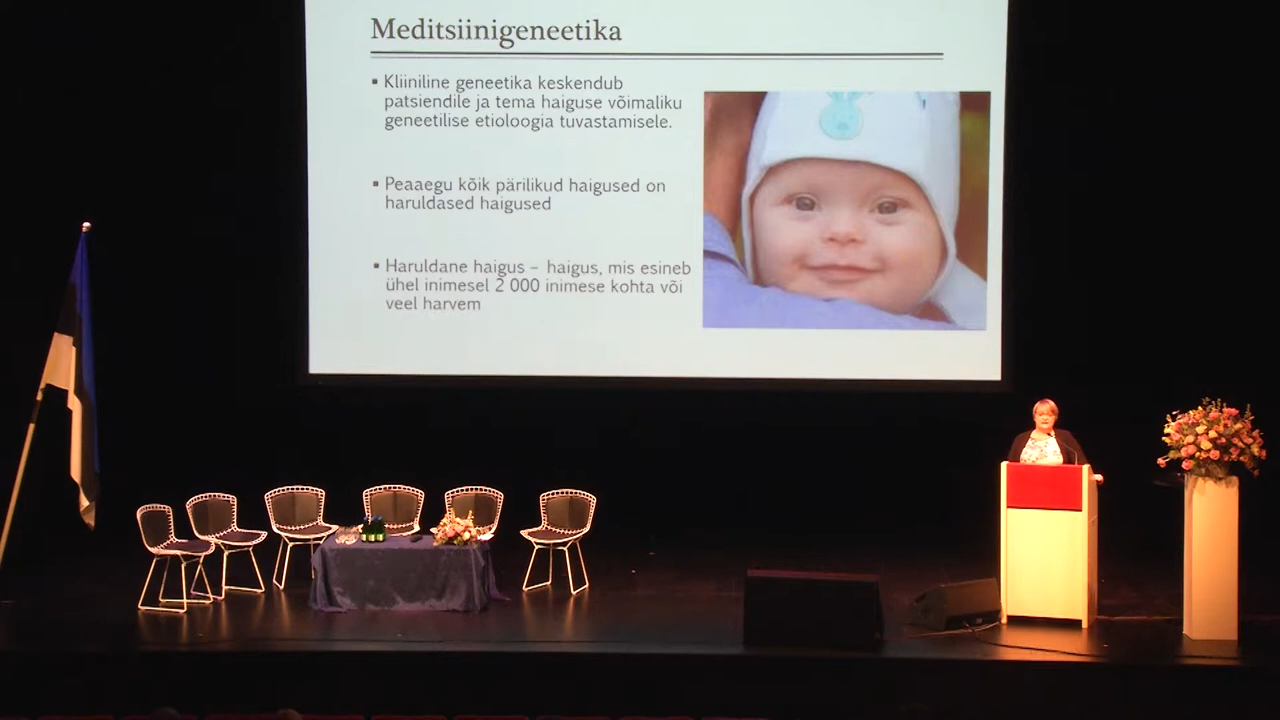 Meditsiinigeneetika
▪ Kliiniline geneetika keskendub
patsiendile ja tema haiguse võimaliku
geneetilise etioloogia tuvastamisele.
▪ Peaaegu kõik pärilikud haigused on
haruldased haigused
▪ Haruldane haigus – haigus, mis esineb
ühel inimesel 2 000 inimese kohta või
veel harvem